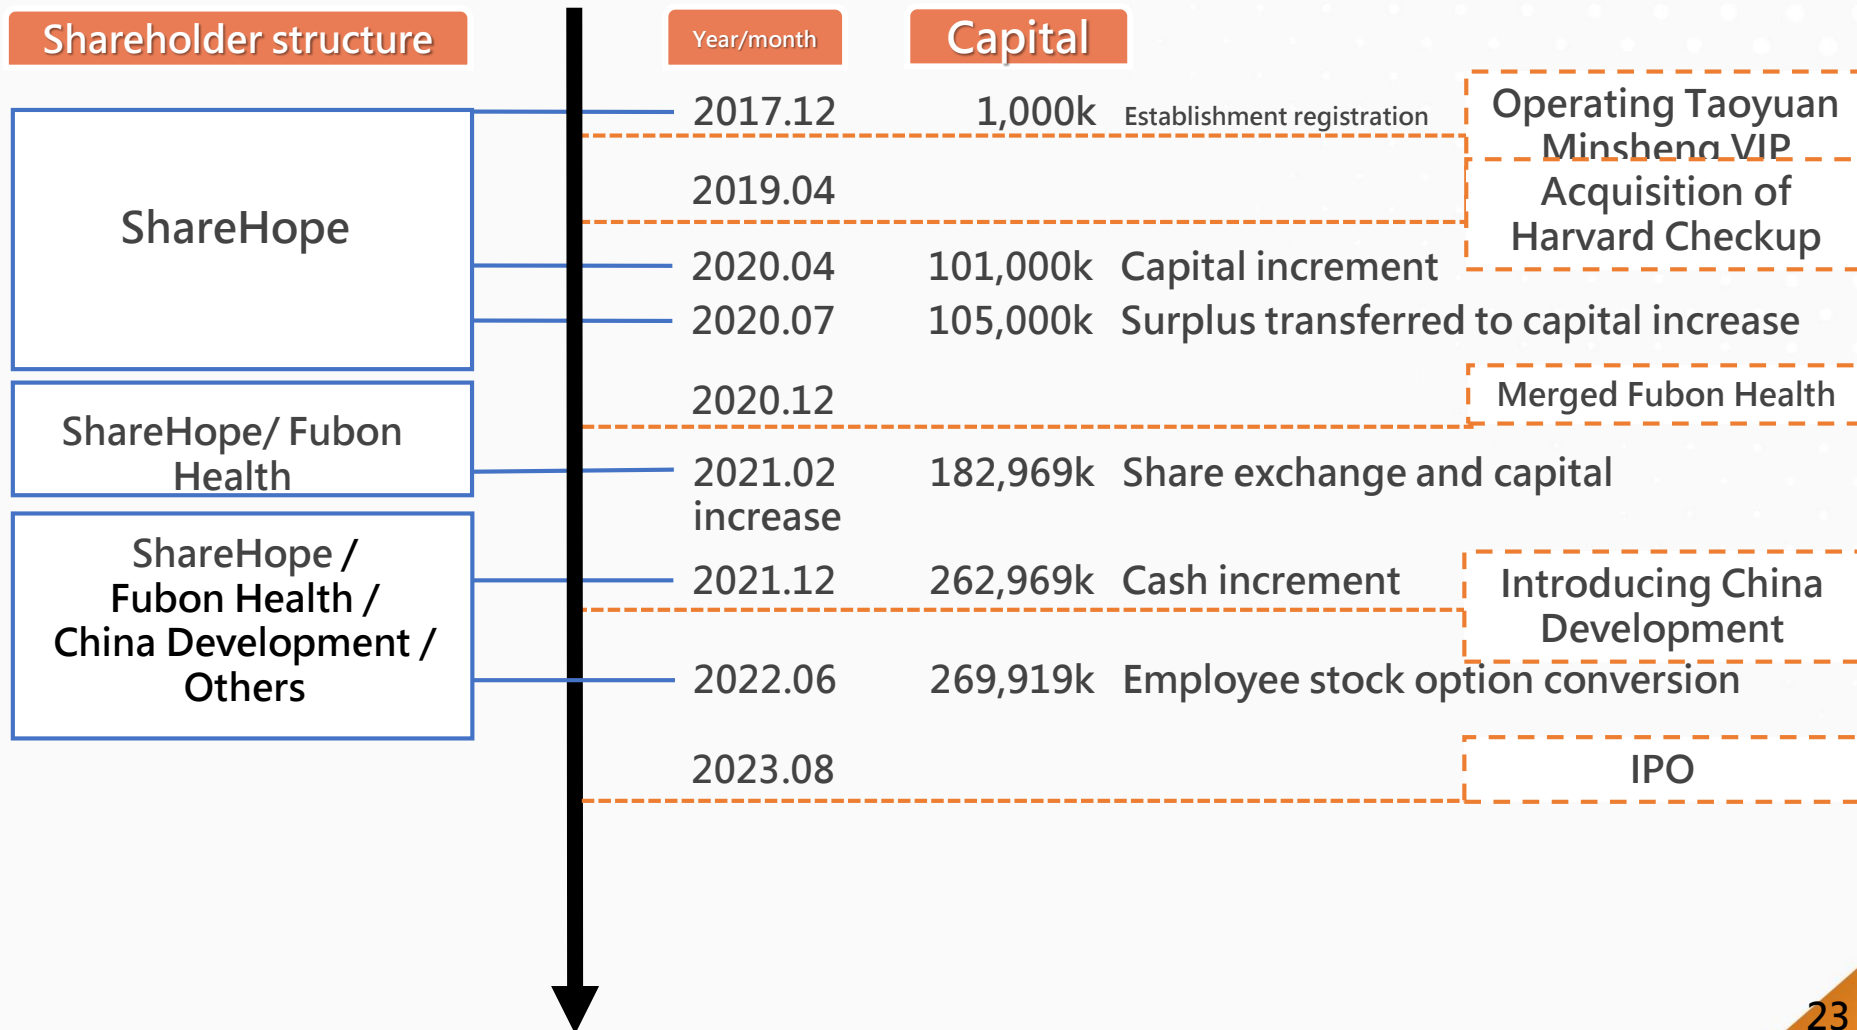 Shareholder structure
Year/month
Capital
ShareHope
ShareHope/ Fubon
Health
ShareHope /
Fubon Health /
China Development /
Others
2017.12 1,000k Establishment registration
2019.04
2020.04 101,000k Capital increment
2020.07 105,000k Surplus transferred to capital increase
2020.12
2021.02 182,969k Share exchange and capital
increase
2021.12 262,969k Cash increment
2022.06 269,919k Employee stock option conversion
2023.08
Operating Taoyuan
Minsheng VIP
Acquisition of
Harvard Checkup
Merged Fubon Health
Introducing China
Development
IPO
23